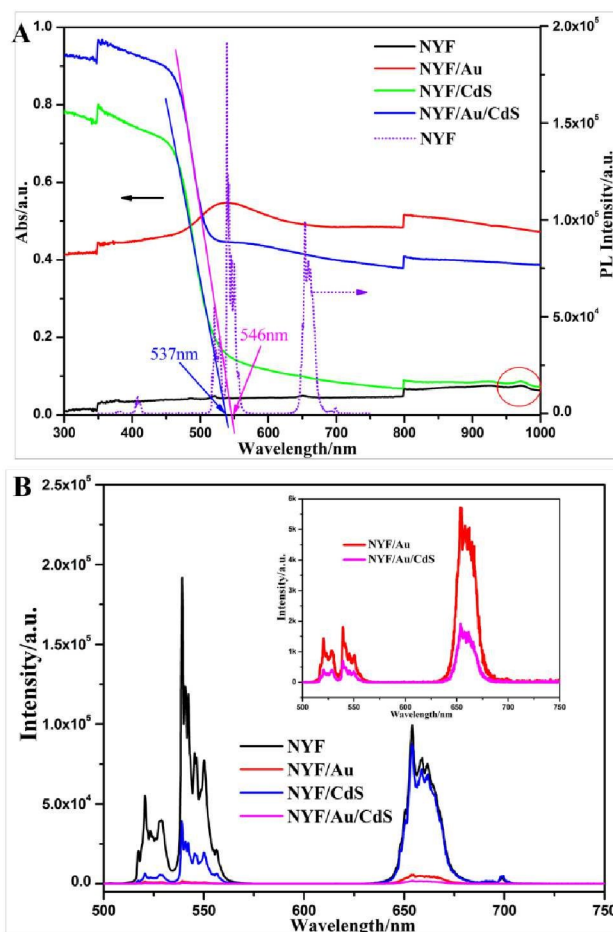 A
1.0
0.8
0.6
0.4
0.2
0.0
Abs/a.u.
2.0x10⁵
1.5x10⁵
1.0x10⁵
5.0x10⁴
0.0
PL Intensity/a.u.
NYF
NYF/Au
NYF/CdS
NYF/Au/CdS
NYF
537nm
546nm
300 400 500 600 700 800 900 1000
Wavelength/nm
B
2.5x10⁵
2.0x10⁵
1.5x10⁵
1.0x10⁵
5.0x10⁴
0.0
Intensity/a.u.
6k
5k
4k
3k
2k
1k
0
Intensity/a.u.
NYF/Au
NYF/Au/CdS
500 550 600 650 700 750
Wavelength/nm
NYF
NYF/Au
NYF/CdS
NYF/Au/CdS
500 550 600 650 700 750
Wavelength/nm